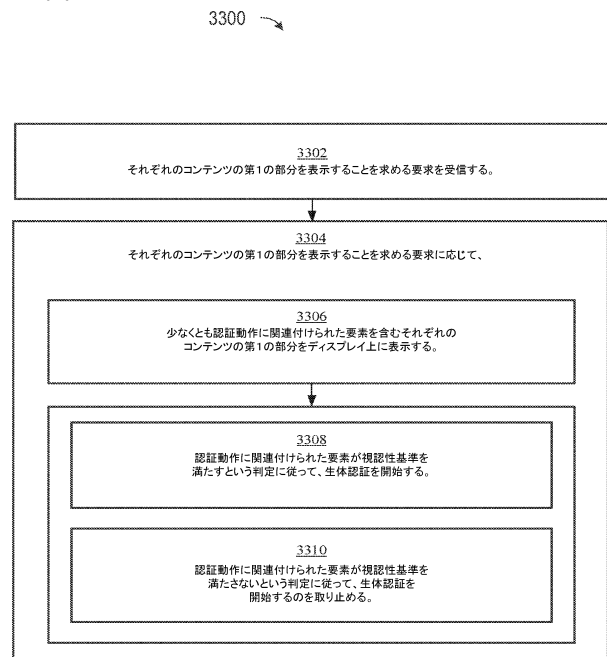 3300
3302
それぞれのコンテンツの第1の部分を表示することを求める要求を受信する。
3304
それぞれのコンテンツの第1の部分を表示することを求める要求に応じて、
3306
少なくとも認証動作に関連付けられた要素を含むそれぞれの
コンテンツの第1の部分をディスプレイ上に表示する。
3308
認証動作に関連付けられた要素が視認性基準を
満たすという判定に従って、生体認証を開始する。
3310
認証動作に関連付けられた要素が視認性基準を
満たさないという判定に従って、生体認証を
開始するのを取り止める。